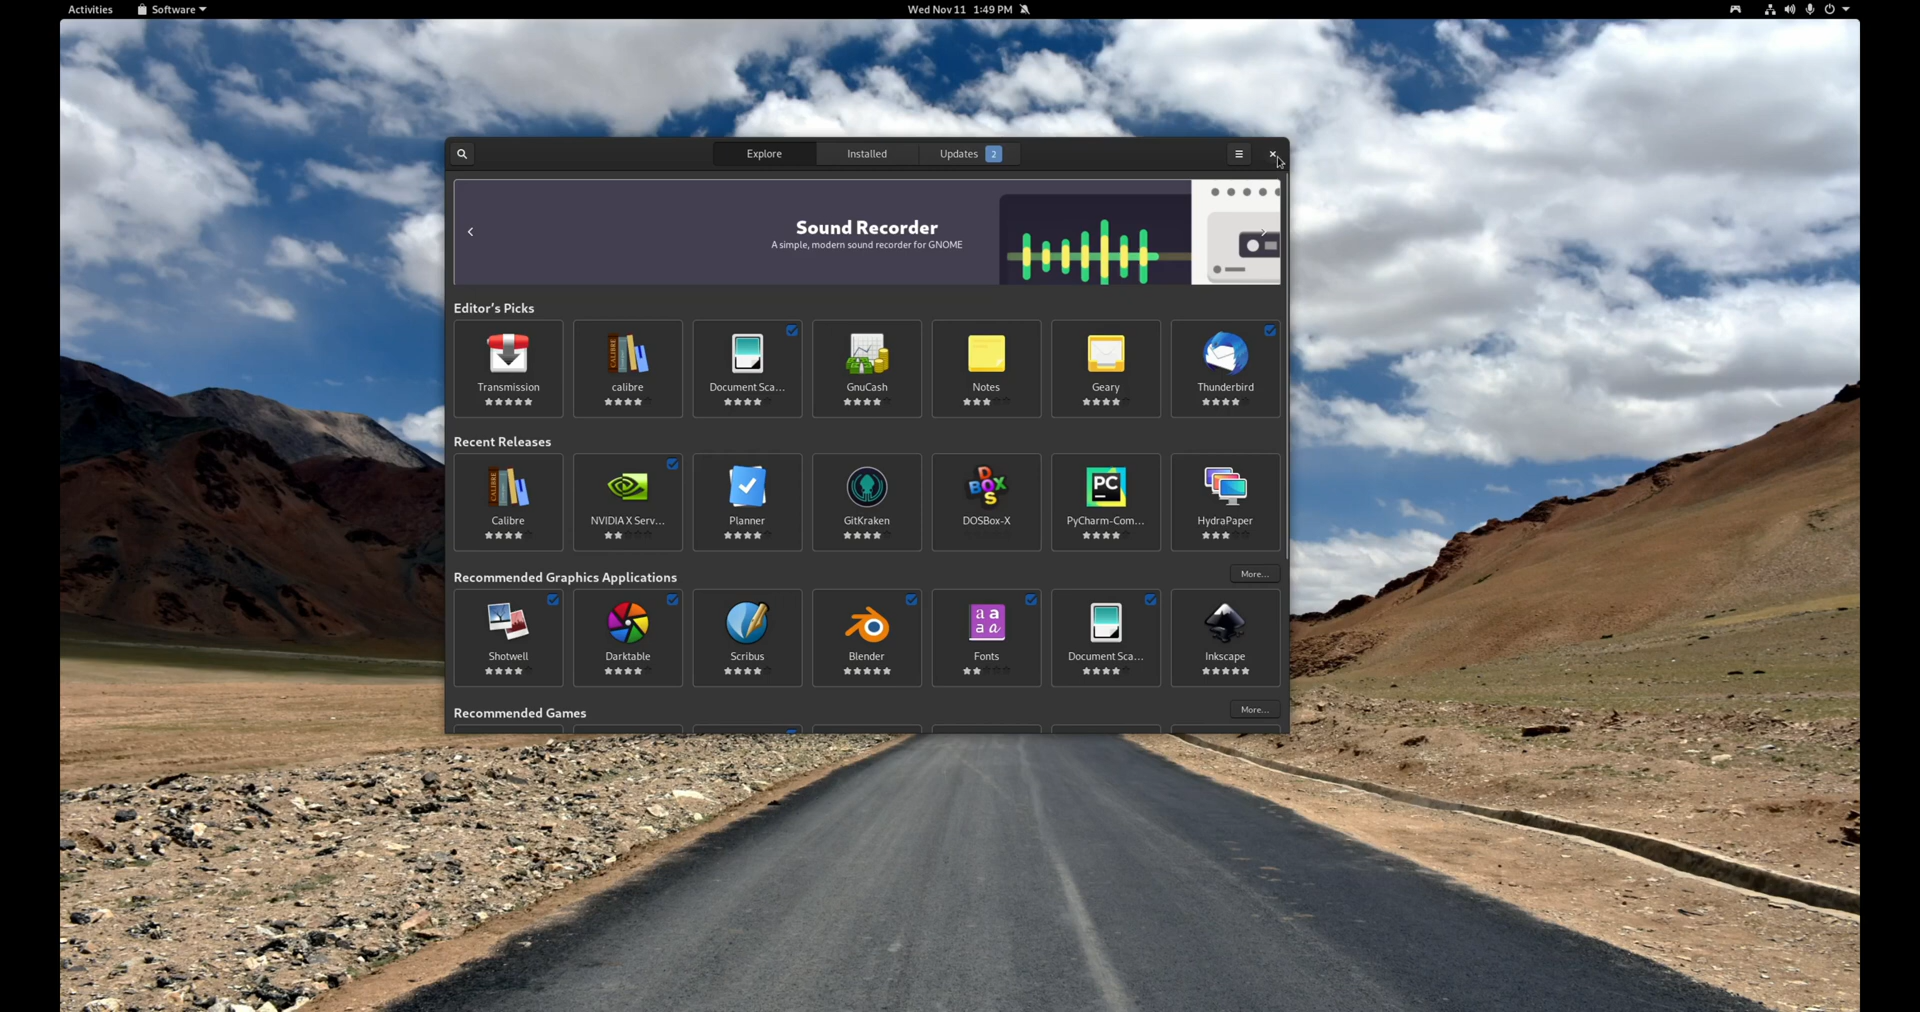 Activities
Software
Wed Nov 11 1:49 PM
Explore
Installed
Updates 2
Sound Recorder
A simple, modern sound recorder for GNOME
Editor's Picks
Transmission
calibre
Document Sca...
GnuCash
Notes
Geary
Thunderbird
Recent Releases
Calibre
NVIDIA X Serv...
Planner
GitKraken
DOSBox-X
PyCharm-Com...
HydraPaper
Recommended Graphics Applications
More...
Shotwell
Darktable
Scribus
Blender
Fonts
Document Sca...
Inkscape
Recommended Games
More...